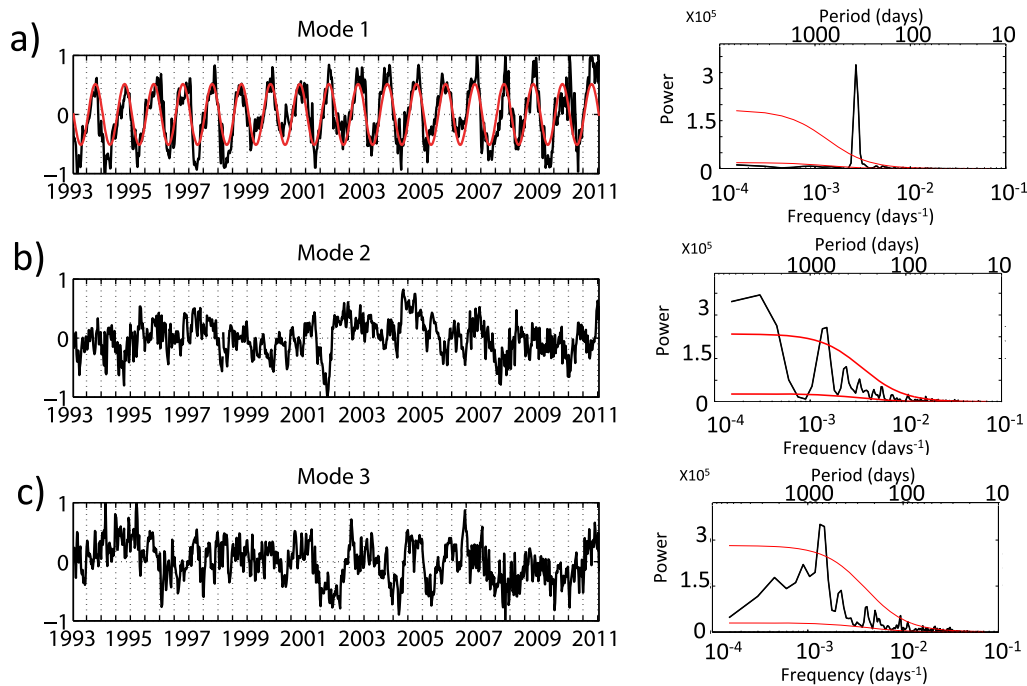 a)
Mode 1
1
0
−1
1993 1995 1997 1999 2001 2003 2005 2007 2009 2011
X10⁵
Period (days)
1000 100 10
Power
3
1.5
0
10⁻⁴ 10⁻³ 10⁻² 10⁻¹
Frequency (days⁻¹)
b)
Mode 2
1
0
−1
1993 1995 1997 1999 2001 2003 2005 2007 2009 2011
X10⁵
Period (days)
1000 100 10
Power
3
1.5
0
10⁻⁴ 10⁻³ 10⁻² 10⁻¹
Frequency (days⁻¹)
c)
Mode 3
1
0
−1
1993 1995 1997 1999 2001 2003 2005 2007 2009 2011
X10⁵
Period (days)
1000 100 10
Power
3
1.5
0
10⁻⁴ 10⁻³ 10⁻² 10⁻¹
Frequency (days⁻¹)